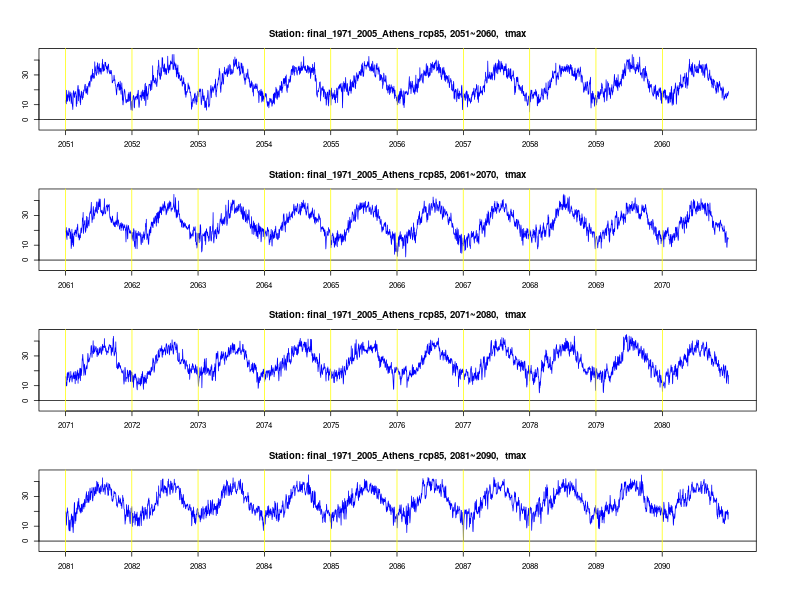 Station: final_1971_2005_Athens_rcp85, 2051~2060, tmax
30
10
0
2051 2052 2053 2054 2055 2056 2057 2058 2059 2060
Station: final_1971_2005_Athens_rcp85, 2061~2070, tmax
30
10
0
2061 2062 2063 2064 2065 2066 2067 2068 2069 2070
Station: final_1971_2005_Athens_rcp85, 2071~2080, tmax
30
10
0
2071 2072 2073 2074 2075 2076 2077 2078 2079 2080
Station: final_1971_2005_Athens_rcp85, 2081~2090, tmax
30
10
0
2081 2082 2083 2084 2085 2086 2087 2088 2089 2090